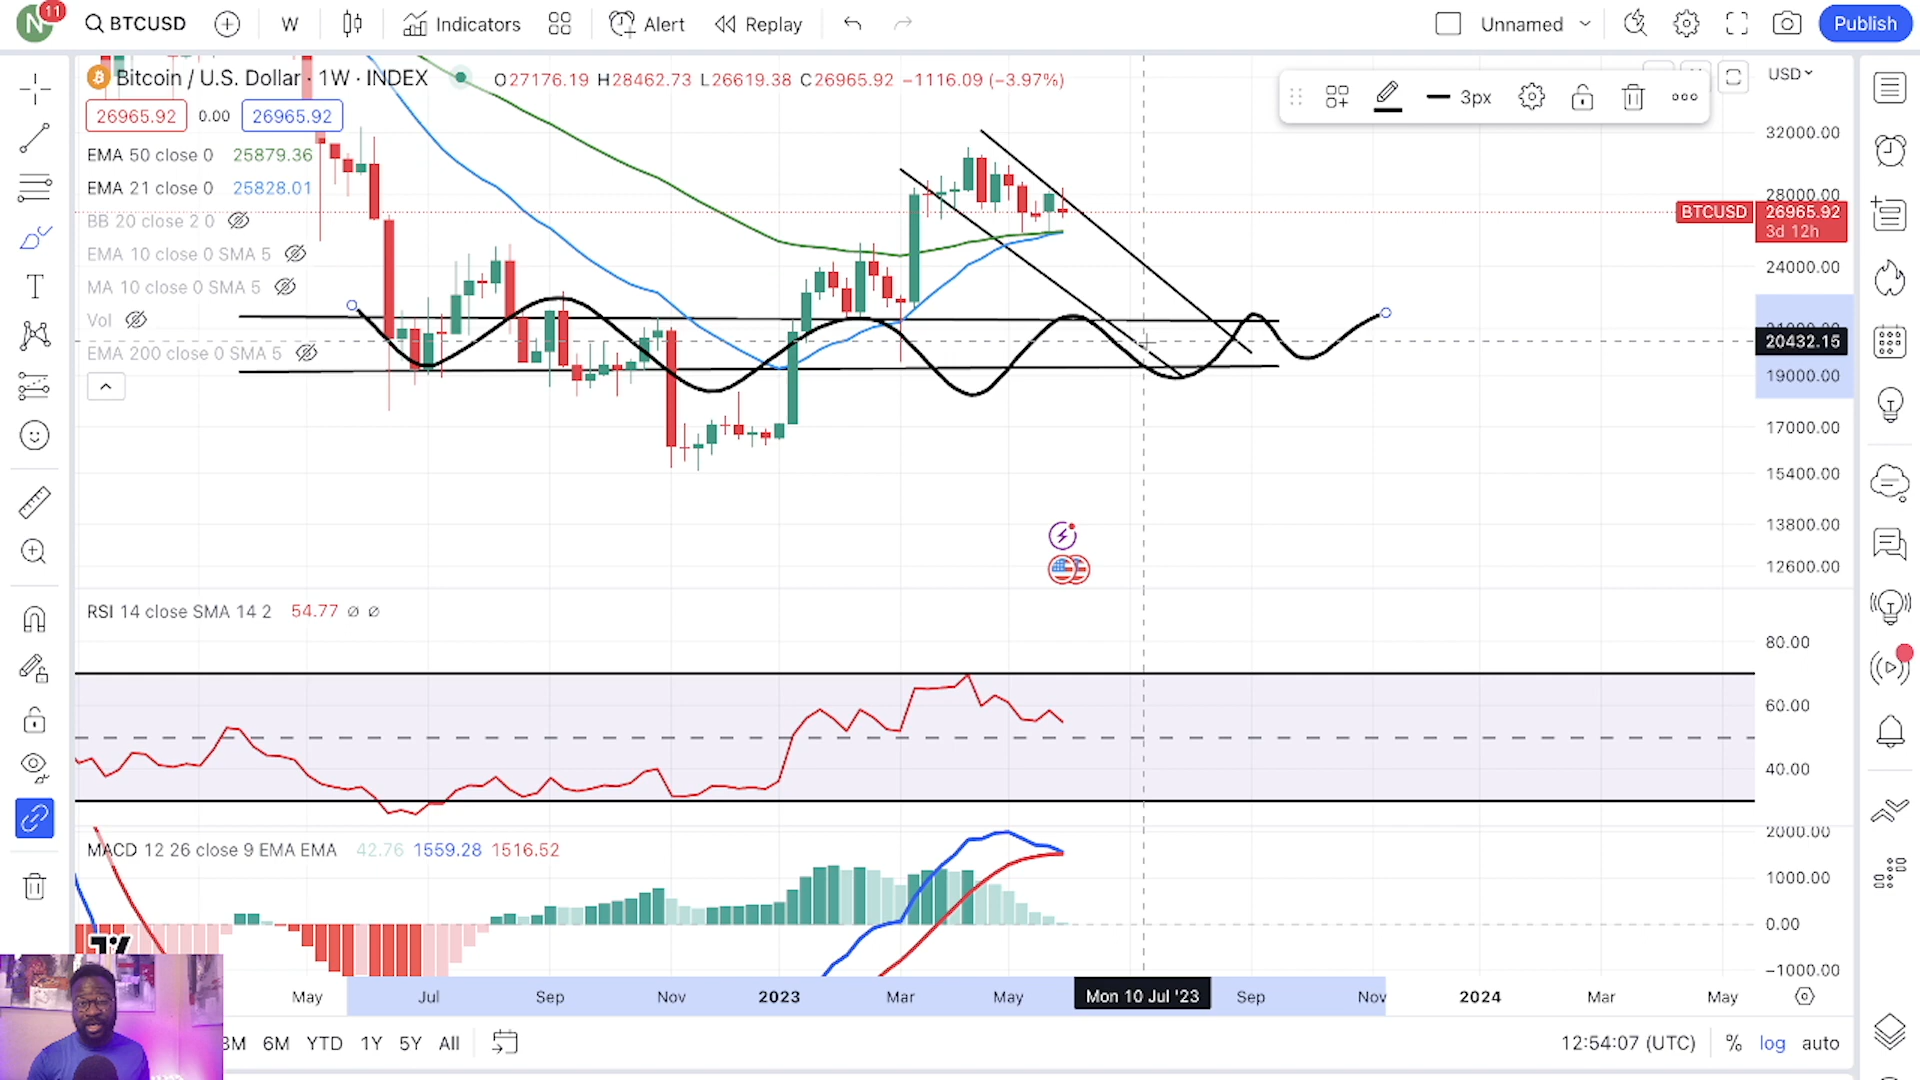 N 11 BTCUSD W Indicators Alert Replay Unnamed Publish
Bitcoin / U.S. Dollar · 1W · INDEX O27176.19 H28462.73 L26619.38 C26965.92 −1116.09 (−3.97%)
26965.92 0.00 26965.92
3px
USD
EMA 50 close 0 25879.36
EMA 21 close 0 25828.01
BB 20 close 2 0
EMA 10 close 0 SMA 5
MA 10 close 0 SMA 5
Vol
EMA 200 close 0 SMA 5
32000.00
28000.00
BTCUSD 26965.92
3d 12h
24000.00
20432.15
19000.00
17000.00
15400.00
13800.00
12600.00
RSI 14 close SMA 14 2 54.77 ∅ ∅
80.00
60.00
40.00
MACD 12 26 close 9 EMA EMA 42.76 1559.28 1516.52
2000.00
1000.00
0.00
−1000.00
May Jul Sep Nov 2023 Mar May Mon 10 Jul '23 Sep Nov 2024 Mar May
3M 6M YTD 1Y 5Y All 12:54:07 (UTC) % log auto